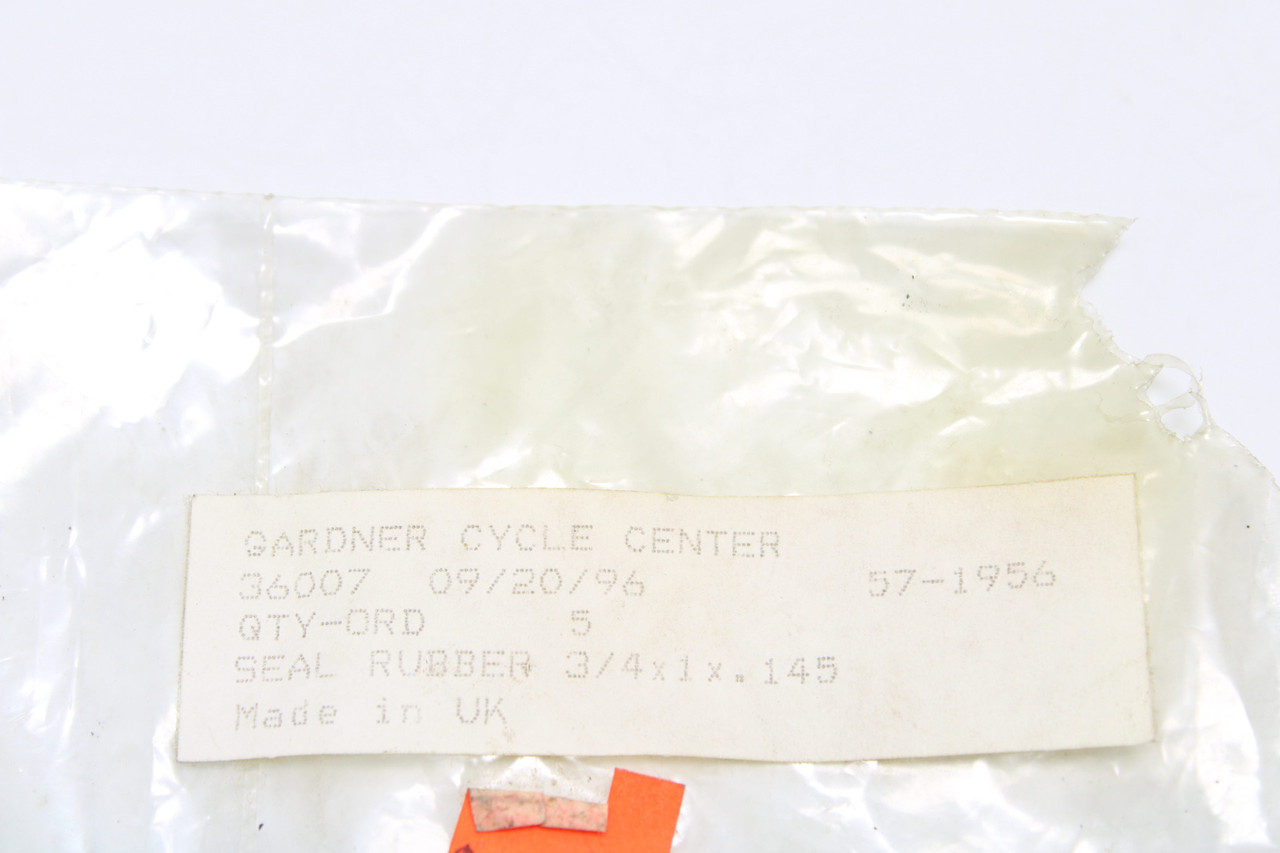 GARDNER CYCLE CENTER
36007 09/20/96 57-1956
QTY-ORD 5
SEAL RUBBER 3/4x1x.145
Made in UK